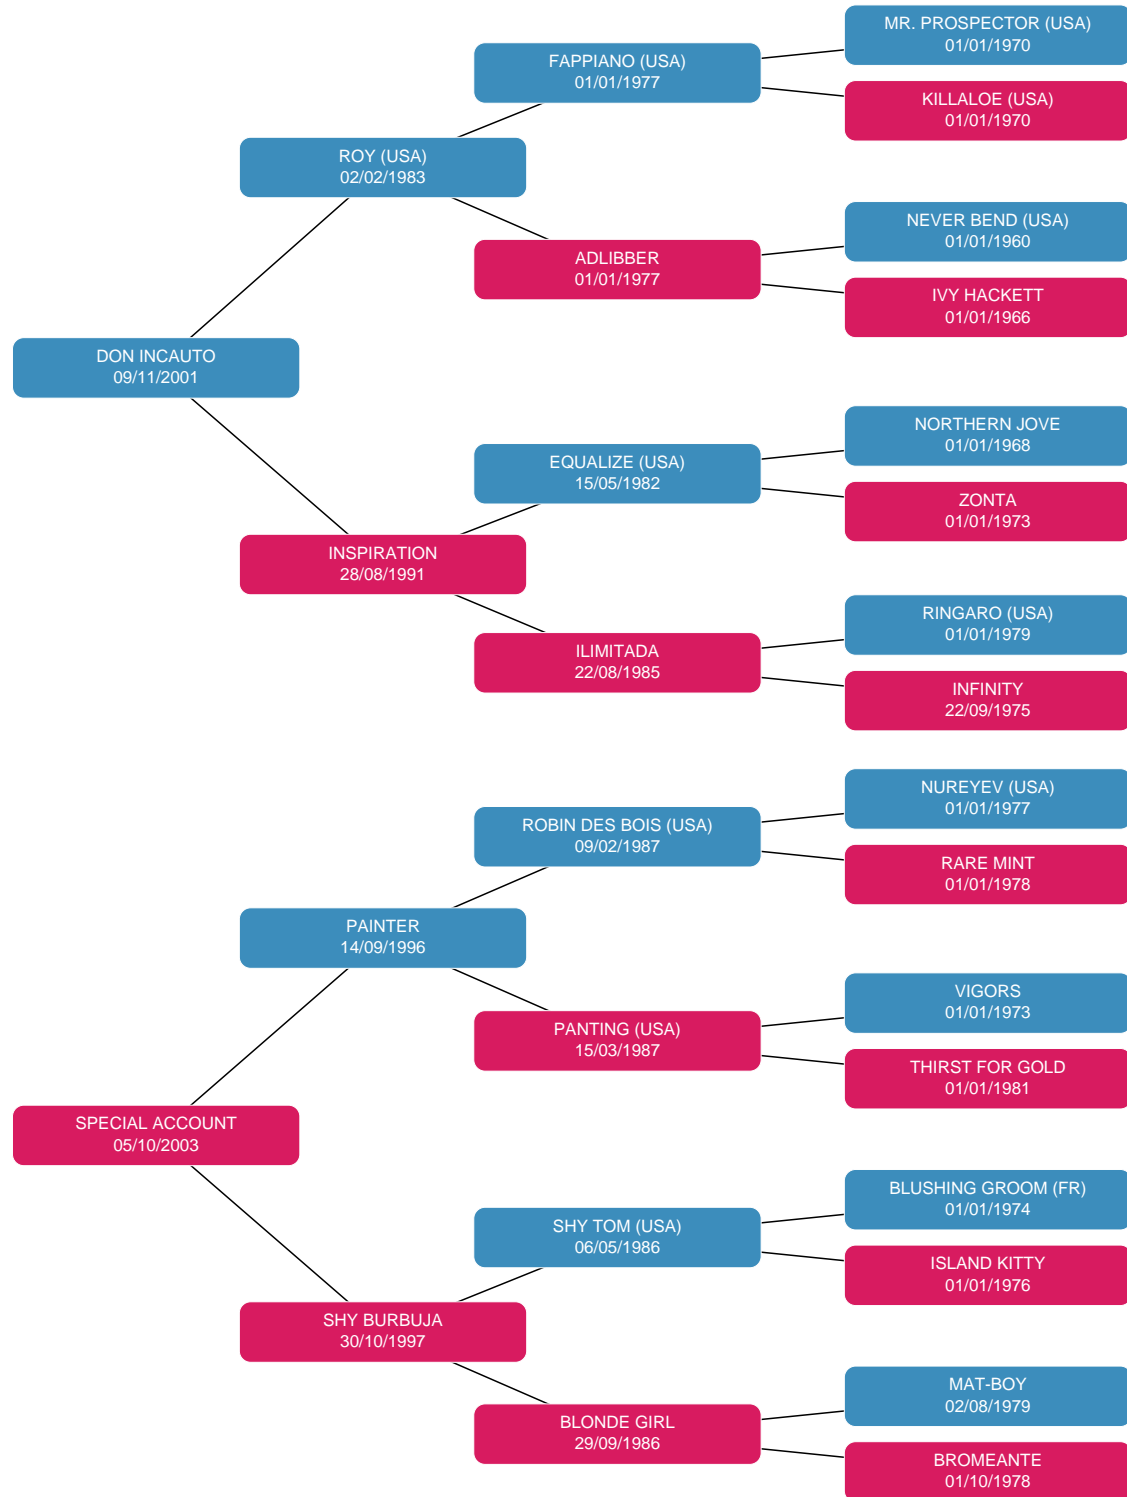 MR. PROSPECTOR (USA)
01/01/1970
FAPPIANO (USA)
01/01/1977
KILLALOE (USA)
01/01/1970
ROY (USA)
02/02/1983
NEVER BEND (USA)
01/01/1960
ADLIBBER
01/01/1977
IVY HACKETT
01/01/1966
DON INCAUTO
09/11/2001
NORTHERN JOVE
01/01/1968
EQUALIZE (USA)
15/05/1982
ZONTA
01/01/1973
INSPIRATION
28/08/1991
RINGARO (USA)
01/01/1979
ILIMITADA
22/08/1985
INFINITY
22/09/1975
NUREYEV (USA)
01/01/1977
ROBIN DES BOIS (USA)
09/02/1987
RARE MINT
01/01/1978
PAINTER
14/09/1996
VIGORS
01/01/1973
PANTING (USA)
15/03/1987
THIRST FOR GOLD
01/01/1981
SPECIAL ACCOUNT
05/10/2003
BLUSHING GROOM (FR)
01/01/1974
SHY TOM (USA)
06/05/1986
ISLAND KITTY
01/01/1976
SHY BURBUJA
30/10/1997
MAT-BOY
02/08/1979
BLONDE GIRL
29/09/1986
BROMEANTE
01/10/1978